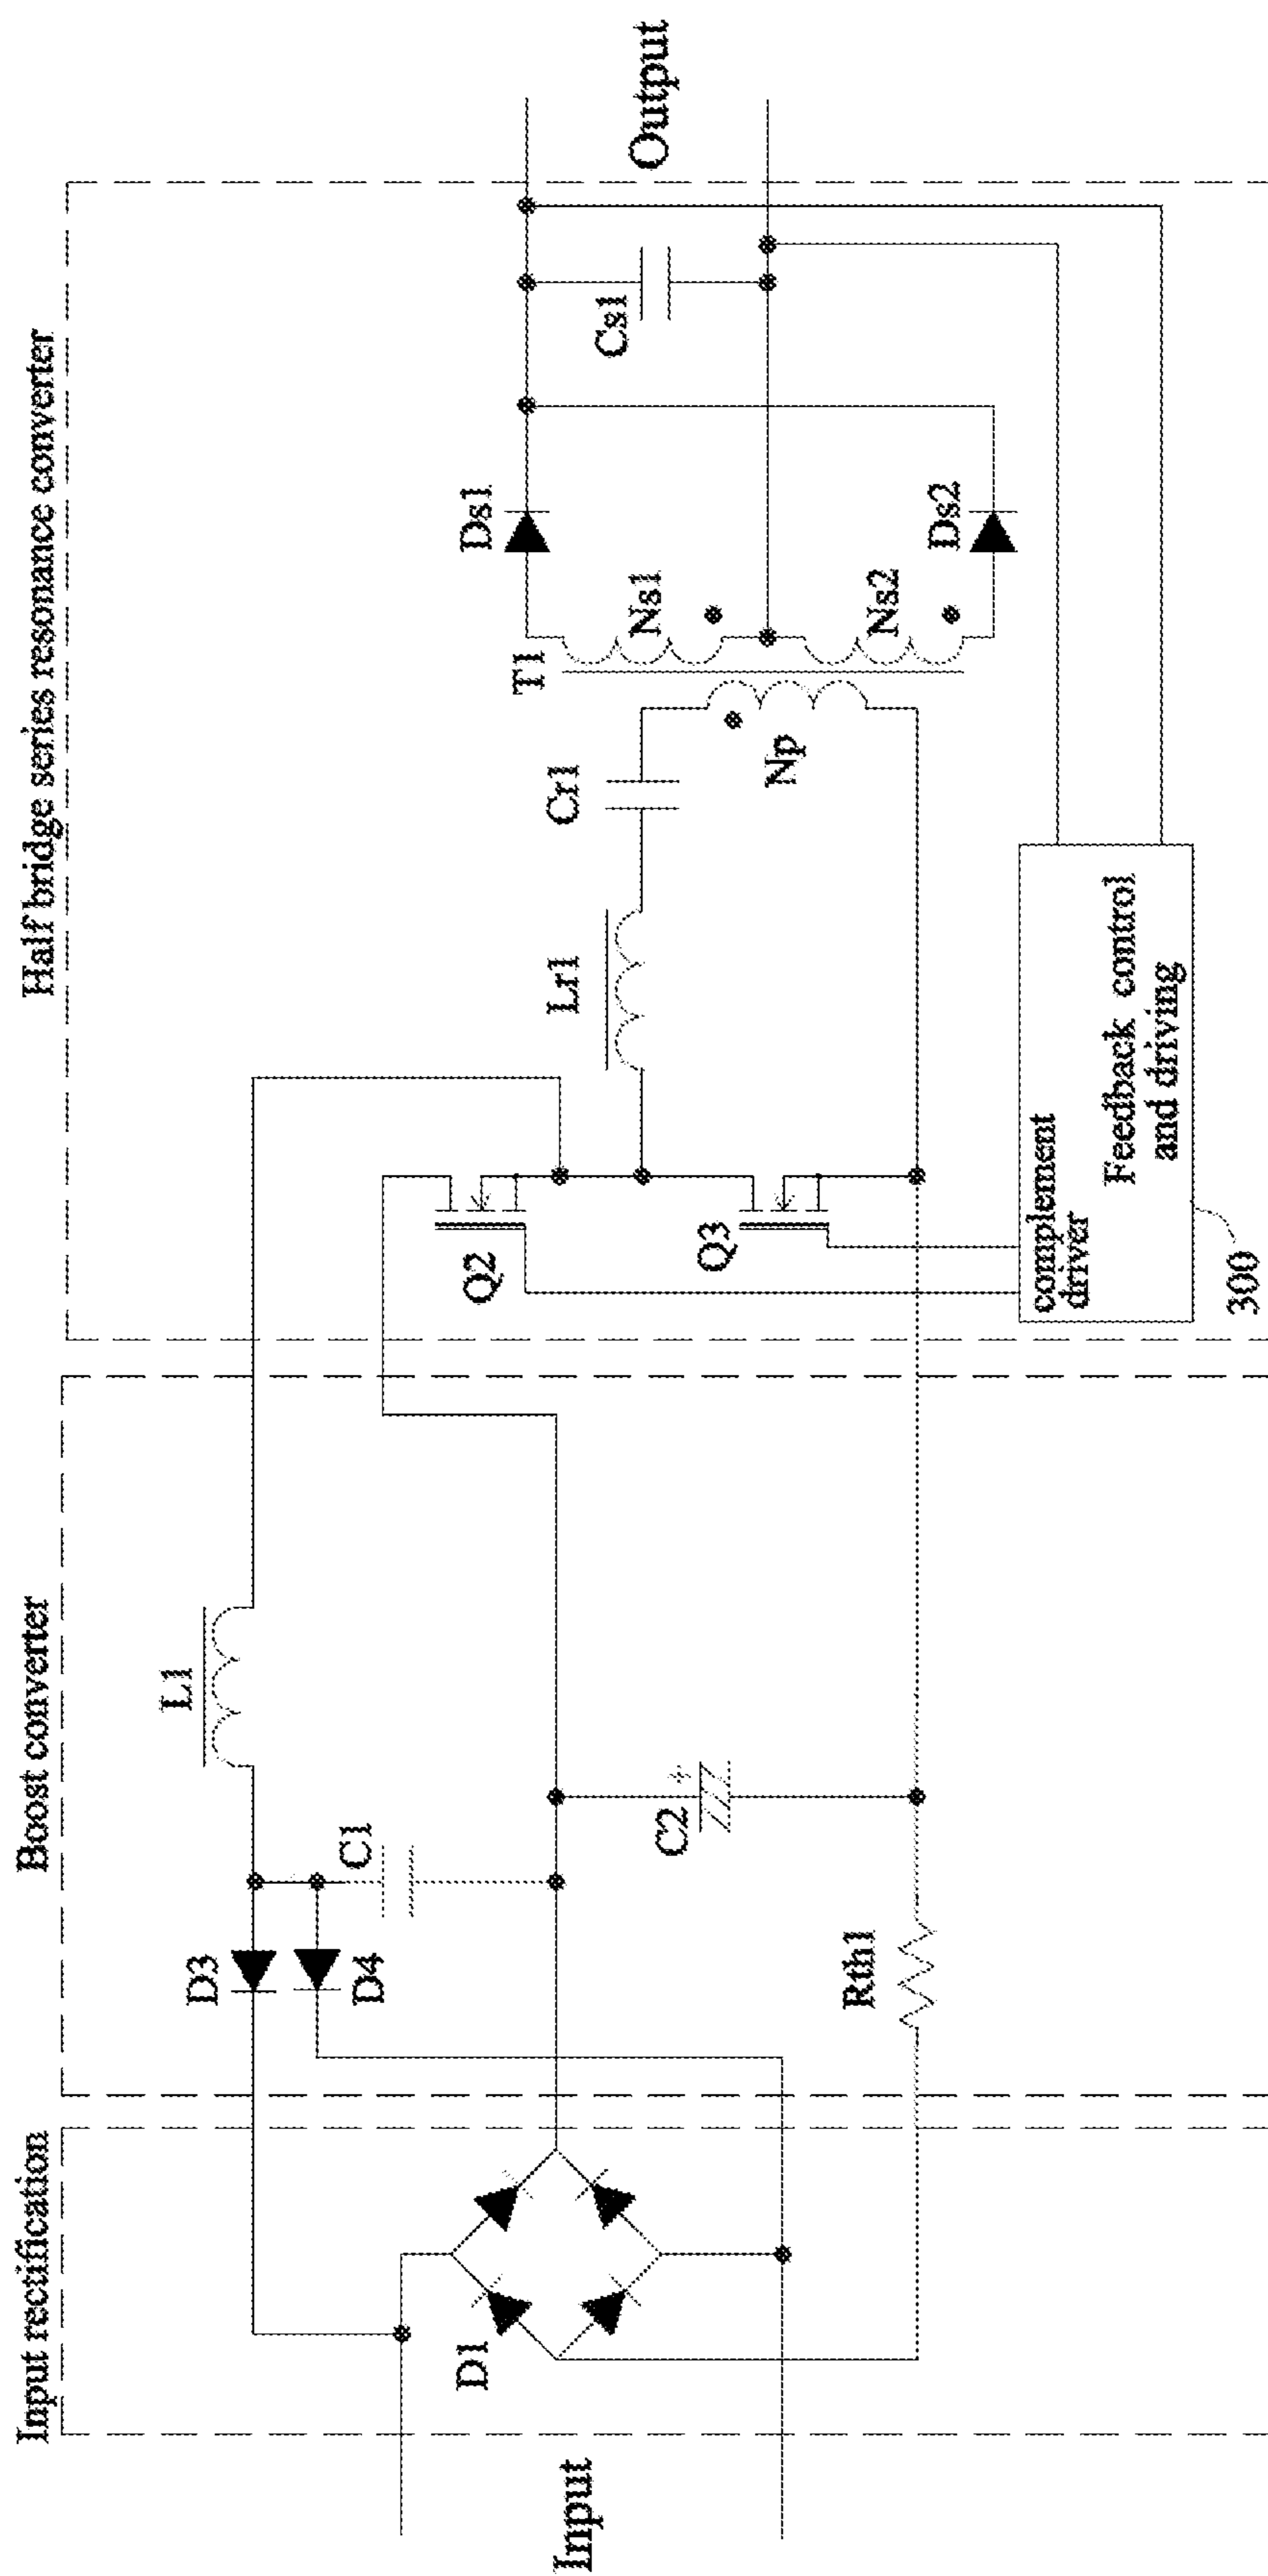 Input rectification
Boost converter
Half bridge series resonance converter
Input
D1
D3
D4
C1
L1
C2
Rth1
Q2
Q3
Lr1
Cr1
T1
Np
Ns1
Ns2
Ds1
Ds2
Cs1
Output
complement
driver
Feedback control
and driving
300
+